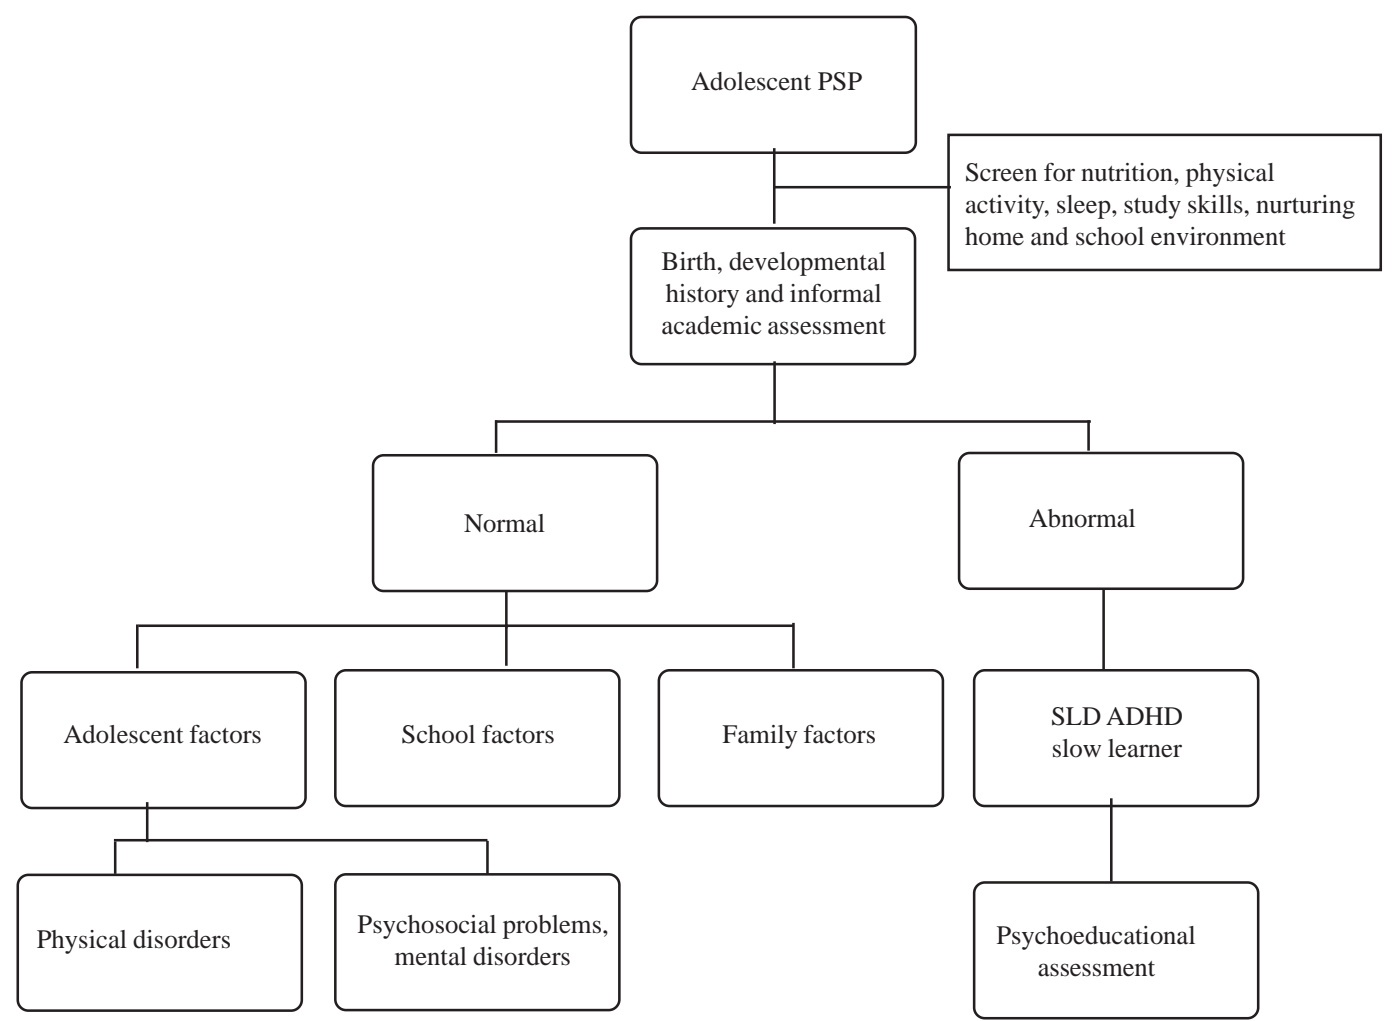 Adolescent PSP
Screen for nutrition, physical
activity, sleep, study skills, nurturing
home and school environment
Birth, developmental
history and informal
academic assessment
Normal
Abnormal
Adolescent factors
School factors
Family factors
SLD ADHD
slow learner
Physical disorders
Psychosocial problems,
mental disorders
Psychoeducational
assessment